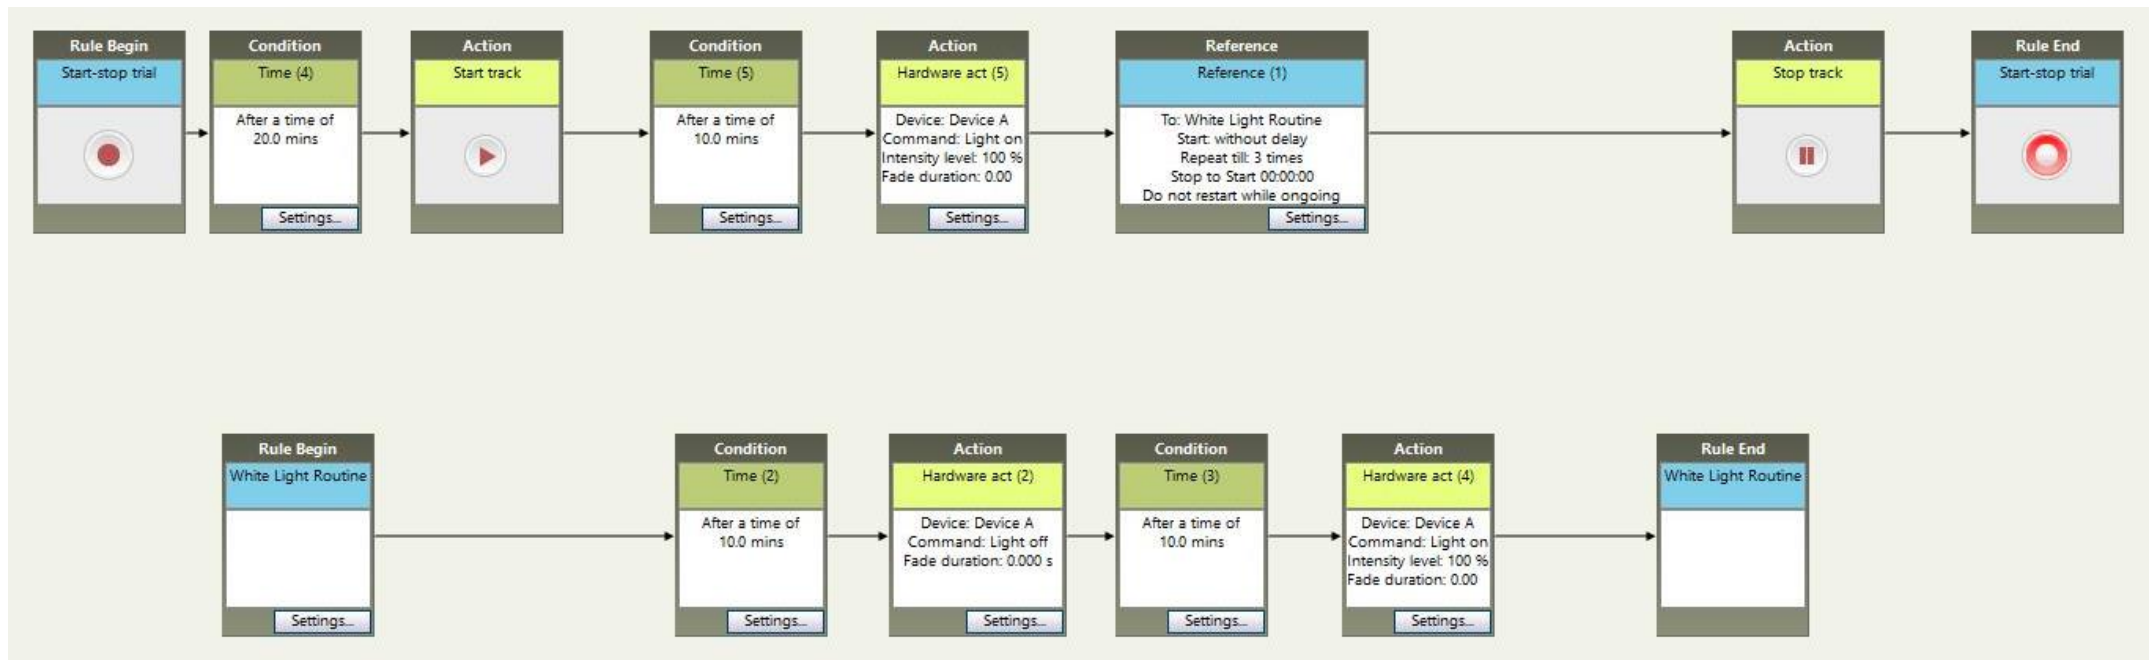 Rule Begin
Start-stop trial
Condition
Time (4)
After a time of
20.0 mins
Settings...
Action
Start track
Condition
Time (5)
After a time of
10.0 mins
Settings...
Action
Hardware act (5)
Device: Device A
Command: Light on
Intensity level: 100 %
Fade duration: 0.00
Settings...
Reference
Reference (1)
To: White Light Routine
Start: without delay
Repeat till: 3 times
Stop to Start 00:00:00
Do not restart while ongoing
Settings...
Action
Stop track
Rule End
Start-stop trial
Rule Begin
White Light Routine
Settings...
Condition
Time (2)
After a time of
10.0 mins
Settings...
Action
Hardware act (2)
Device: Device A
Command: Light off
Fade duration: 0.000 s
Settings...
Condition
Time (3)
After a time of
10.0 mins
Settings...
Action
Hardware act (4)
Device: Device A
Command: Light on
Intensity level: 100 %
Fade duration: 0.00
Settings...
Rule End
White Light Routine